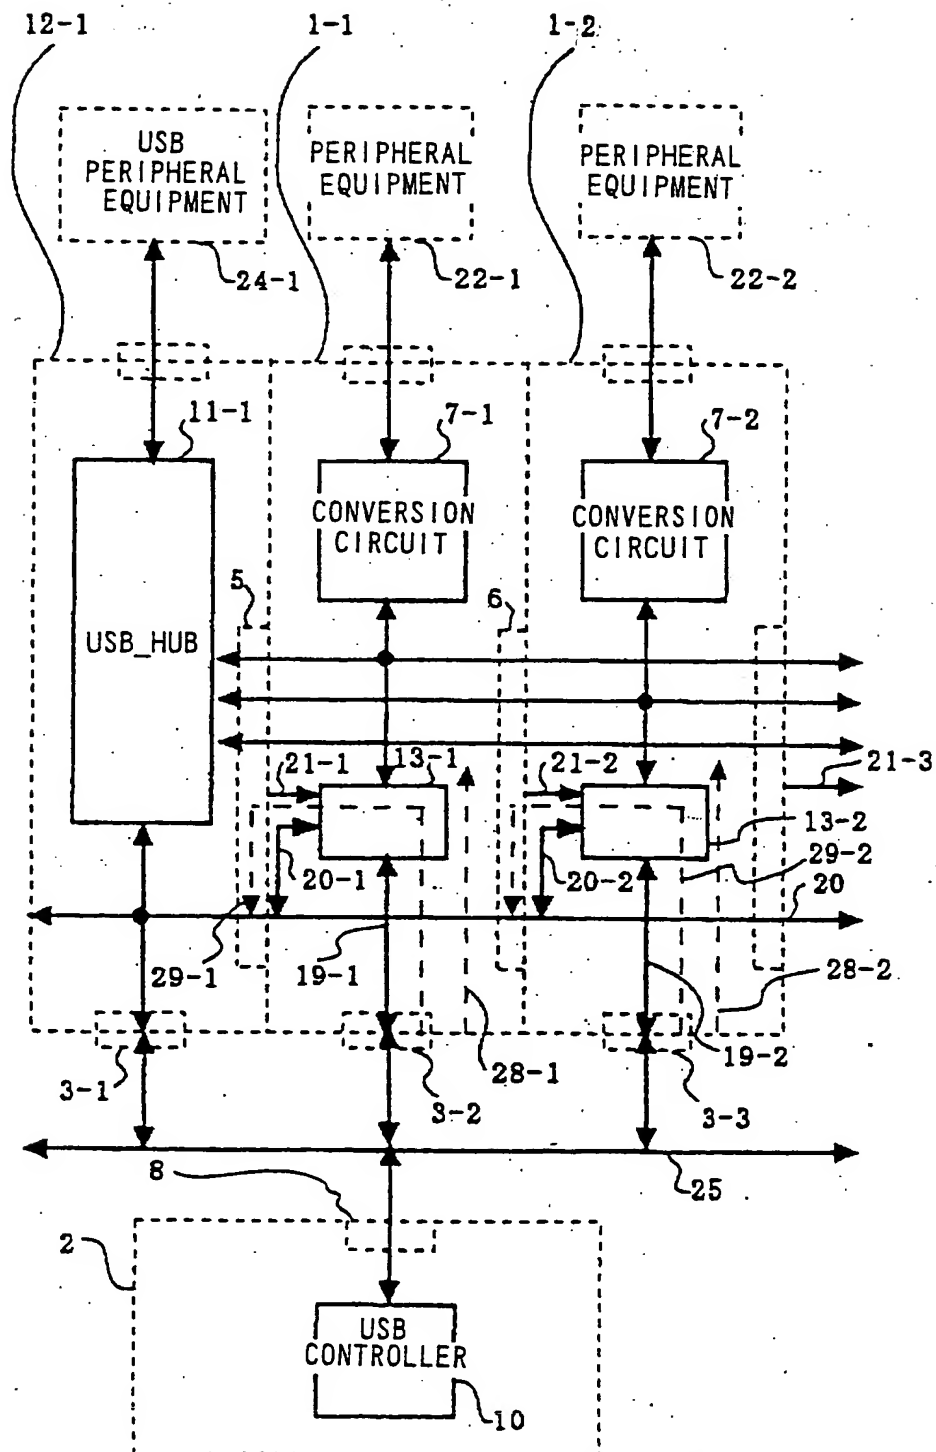 12-1
1-1
1-2
USB
PERIPHERAL
EQUIPMENT
PERIPHERAL
EQUIPMENT
PERIPHERAL
EQUIPMENT
24-1
22-1
22-2
11-1
7-1
7-2
CONVERSION
CIRCUIT
CONVERSION
CIRCUIT
5
6
USB_HUB
21-1
13-1
21-2
21-3
13-2
29-2
20-1
20-2
20
29-1
19-1
28-2
28-1
19-2
3-1
3-2
3-3
8
25
2
USB
CONTROLLER
10